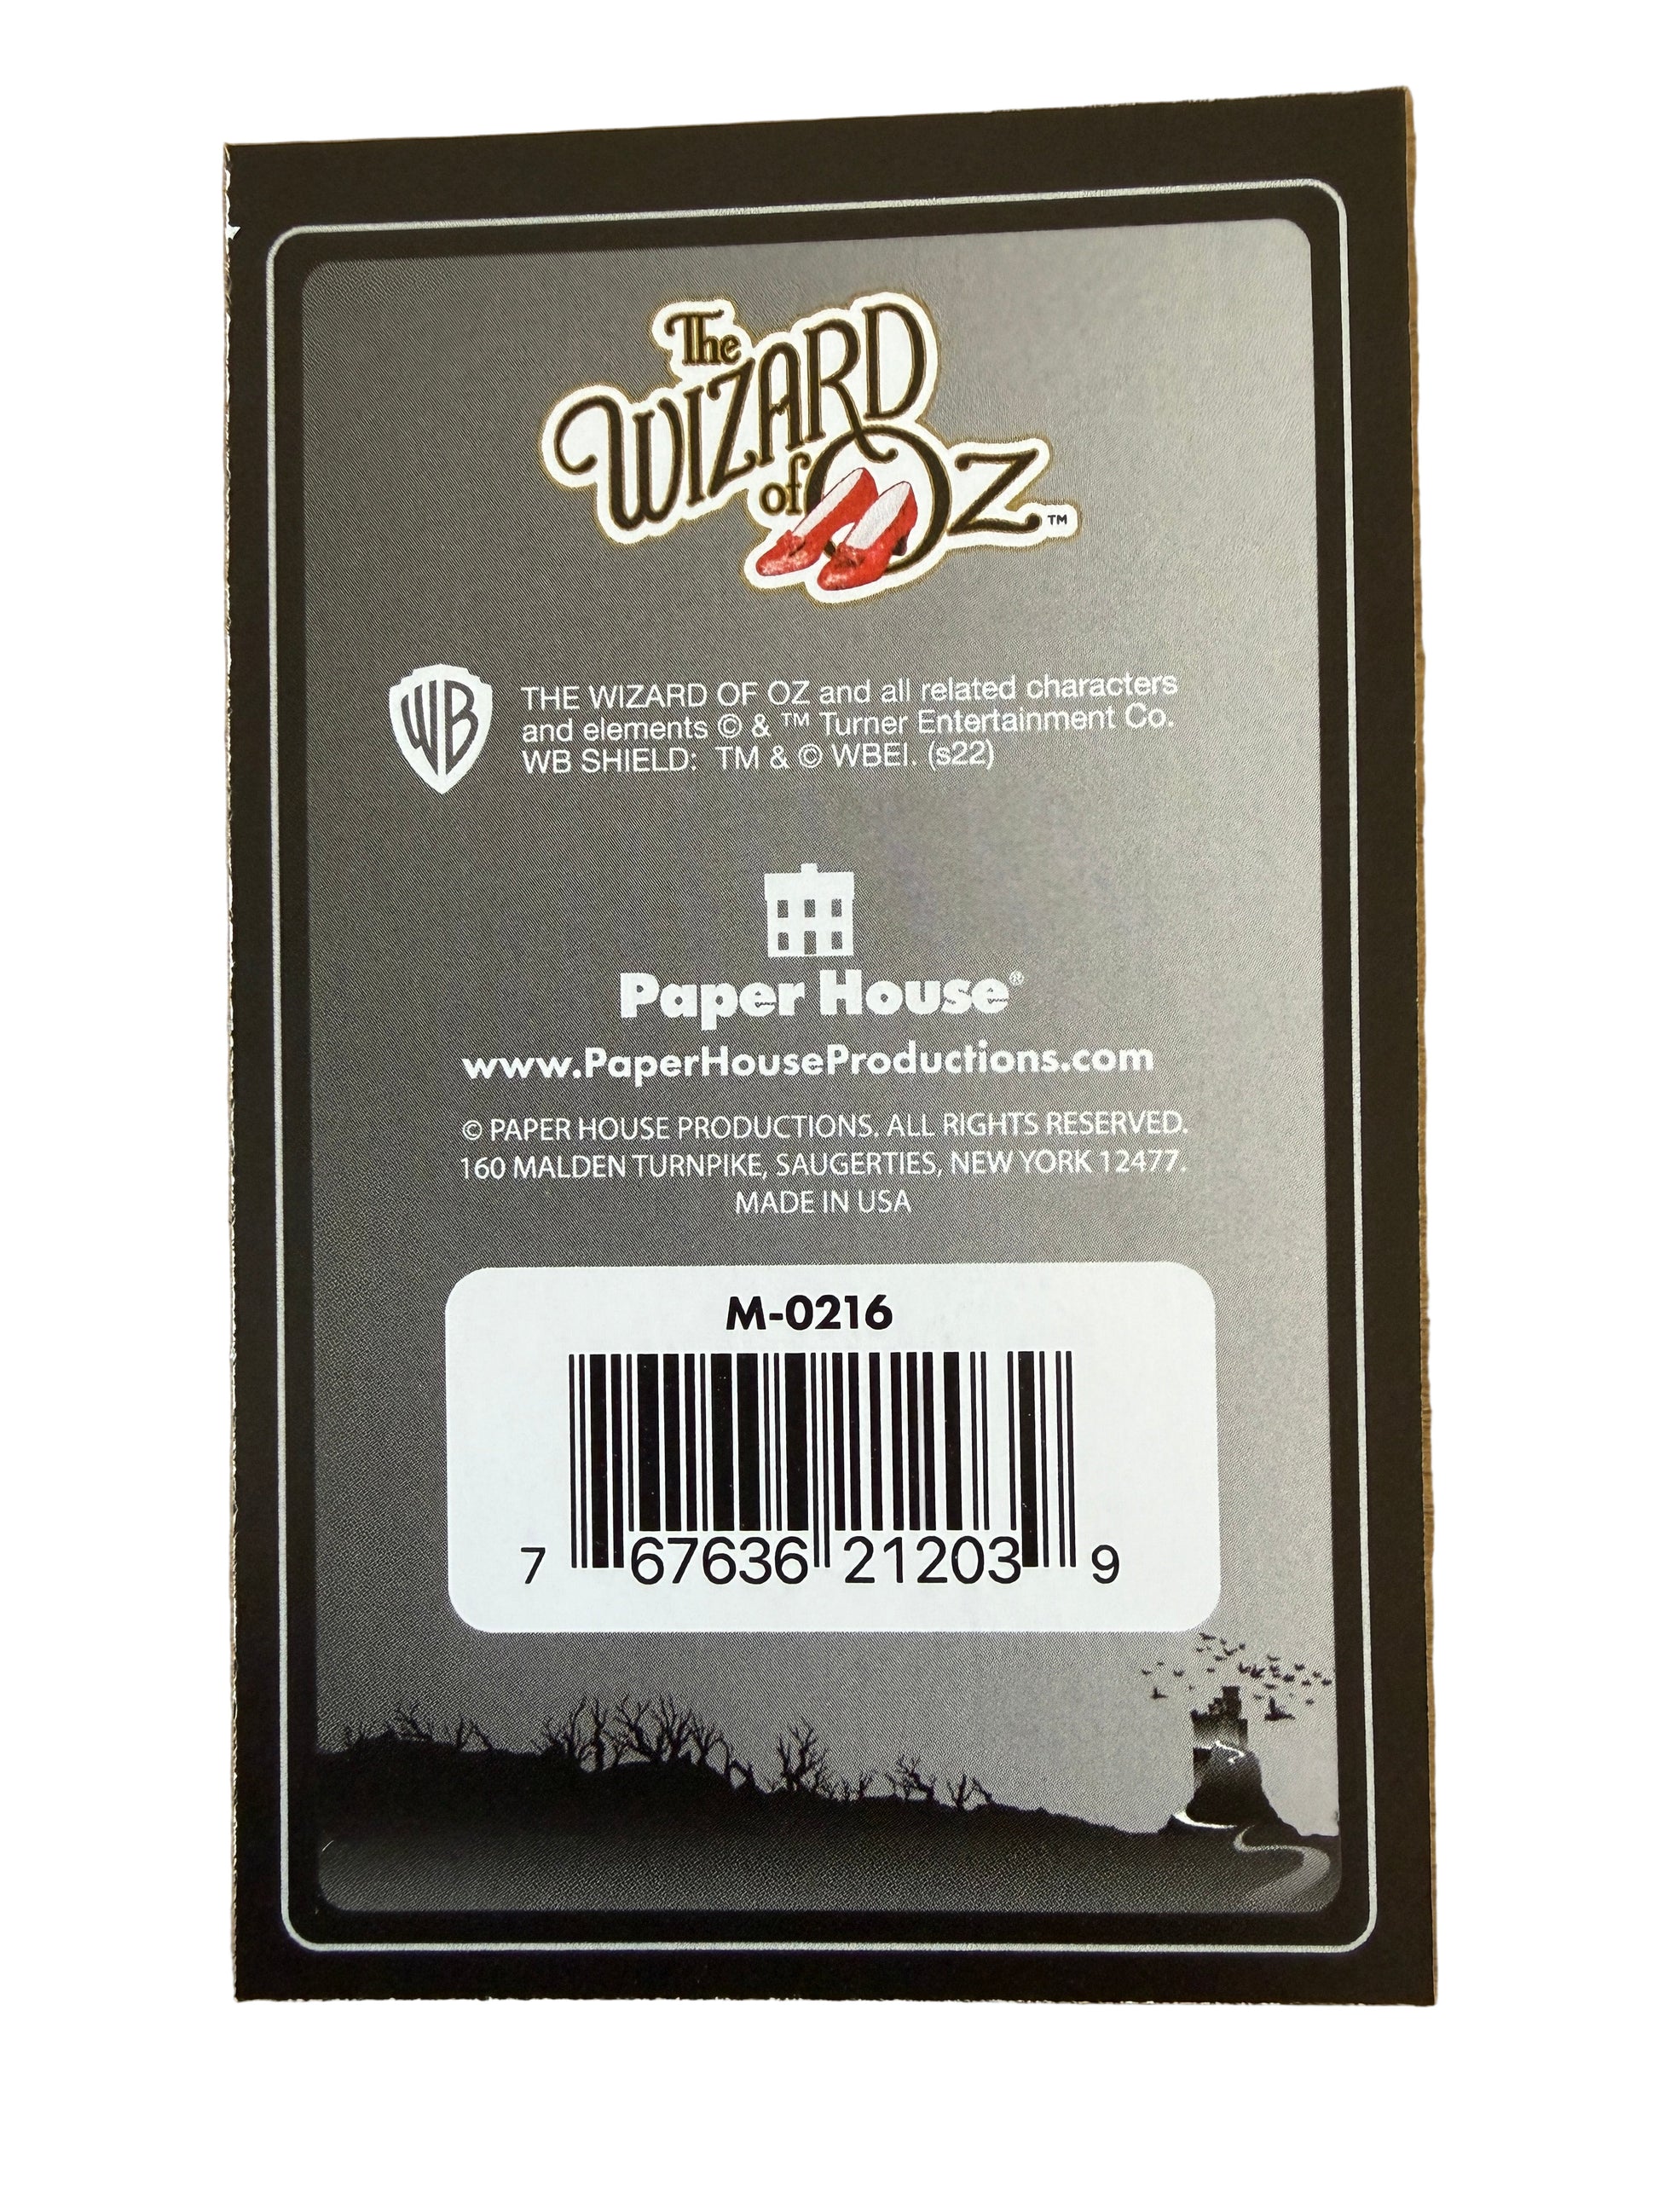 The
WIZARD
of OZ™
WB
THE WIZARD OF OZ and all related characters
and elements © & ™ Turner Entertainment Co.
WB SHIELD: TM & © WBEI. (s22)
Paper House®
www.PaperHouseProductions.com
© PAPER HOUSE PRODUCTIONS. ALL RIGHTS RESERVED.
160 MALDEN TURNPIKE, SAUGERTIES, NEW YORK 12477.
MADE IN USA
M-0216
7 67636 21203 9